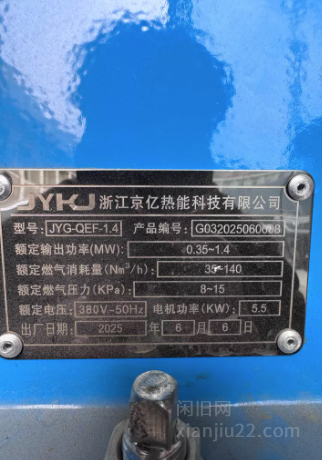 JYKJ 浙江京亿热能科技有限公司
型号: JYG-QEF-1.4 产品编号: G032025060608
额定输出功率(MW): 0.35-1.4
额定燃气消耗量(Nm³/h): 35-140
额定燃气压力(KPa): 8~15
额定电压: 380V-50Hz 电机功率(KW): 5.5
出厂日期: 2025 年 6 月 6 日
闲旧网
xianjiu22.com